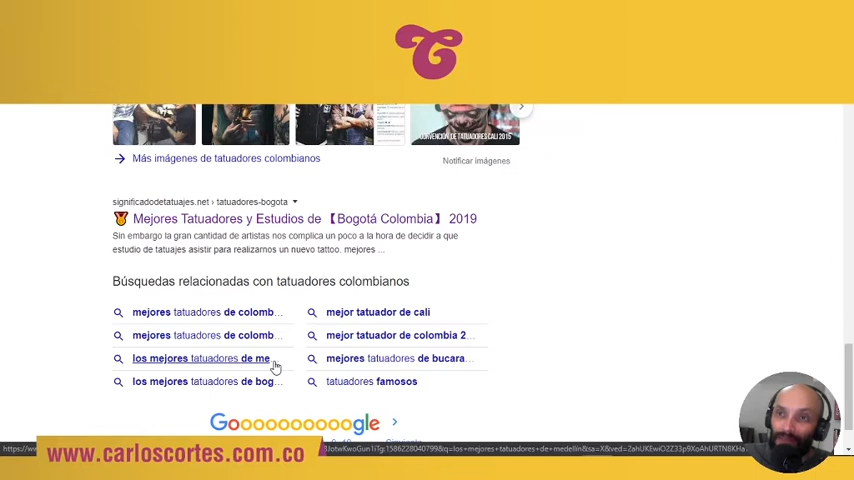 CONVENCIÓN DE TATUADORES CALI 2015
Más imágenes de tatuadores colombianos
Notificar imágenes
significadodetatuajes.net › tatuadores-bogota
Mejores Tatuadores y Estudios de 【Bogotá Colombia】 2019
Sin embargo la gran cantidad de artistas nos complica un poco a la hora de decidir a que
estudio de tatuajes asistir para realizarnos un nuevo tattoo. mejores ...
Búsquedas relacionadas con tatuadores colombianos
mejores tatuadores de colomb...
mejor tatuador de cali
mejores tatuadores de colomb...
mejor tatuador de colombia 2...
los mejores tatuadores de me
mejores tatuadores de bucara...
los mejores tatuadores de bog...
tatuadores famosos
Goooooooooogle
www.carloscortes.com.co